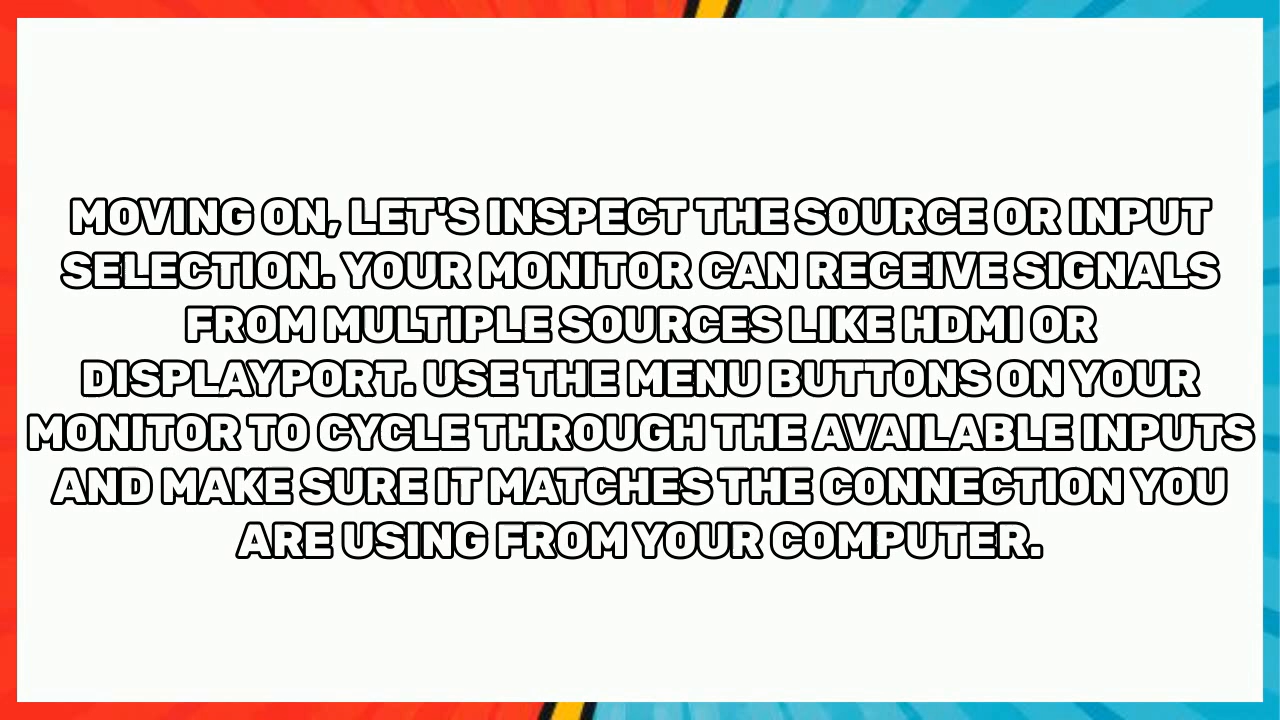 MOVING ON, LET'S INSPECT THE SOURCE OR INPUT
SELECTION. YOUR MONITOR CAN RECEIVE SIGNALS
FROM MULTIPLE SOURCES LIKE HDMI OR
DISPLAYPORT. USE THE MENU BUTTONS ON YOUR
MONITOR TO CYCLE THROUGH THE AVAILABLE INPUTS
AND MAKE SURE IT MATCHES THE CONNECTION YOU
ARE USING FROM YOUR COMPUTER.